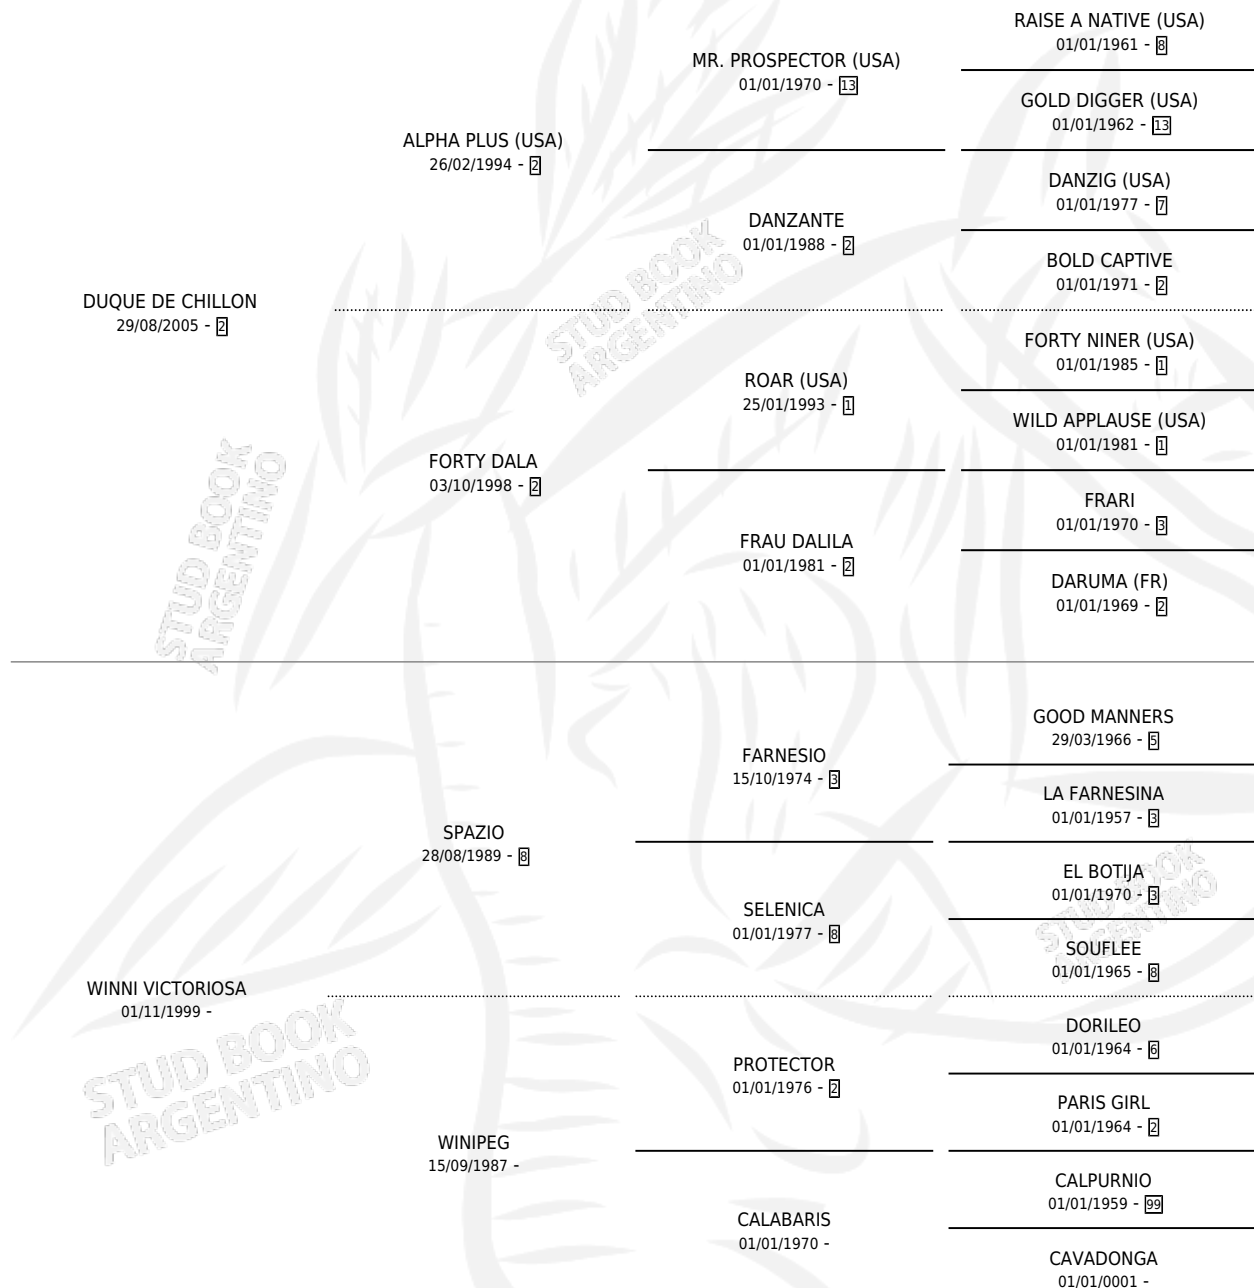 RAISE A NATIVE (USA)
01/01/1961 - 8
MR. PROSPECTOR (USA)
01/01/1970 - 13
GOLD DIGGER (USA)
01/01/1962 - 13
ALPHA PLUS (USA)
26/02/1994 - 2
DANZIG (USA)
01/01/1977 - 7
DANZANTE
01/01/1988 - 2
BOLD CAPTIVE
01/01/1971 - 2
DUQUE DE CHILLON
29/08/2005 - 2
FORTY NINER (USA)
01/01/1985 - 1
ROAR (USA)
25/01/1993 - 1
WILD APPLAUSE (USA)
01/01/1981 - 1
FORTY DALA
03/10/1998 - 2
FRARI
01/01/1970 - 3
FRAU DALILA
01/01/1981 - 2
DARUMA (FR)
01/01/1969 - 2
GOOD MANNERS
29/03/1966 - 5
FARNESIO
15/10/1974 - 3
LA FARNESINA
01/01/1957 - 3
SPAZIO
28/08/1989 - 8
EL BOTIJA
01/01/1970 - 3
SELENICA
01/01/1977 - 8
SOUFLEE
01/01/1965 - 8
WINNI VICTORIOSA
01/11/1999 -
DORILEO
01/01/1964 - 6
PROTECTOR
01/01/1976 - 2
PARIS GIRL
01/01/1964 - 2
WINIPEG
15/09/1987 -
CALPURNIO
01/01/1959 - 99
CALABARIS
01/01/1970 -
CAVADONGA
01/01/0001 -
STUD BOOK
ARGENTINO
STUD BOOK
ARGENTINO
STUD BOOK
ARGENTINO
STUD BOOK
ARGENTINO